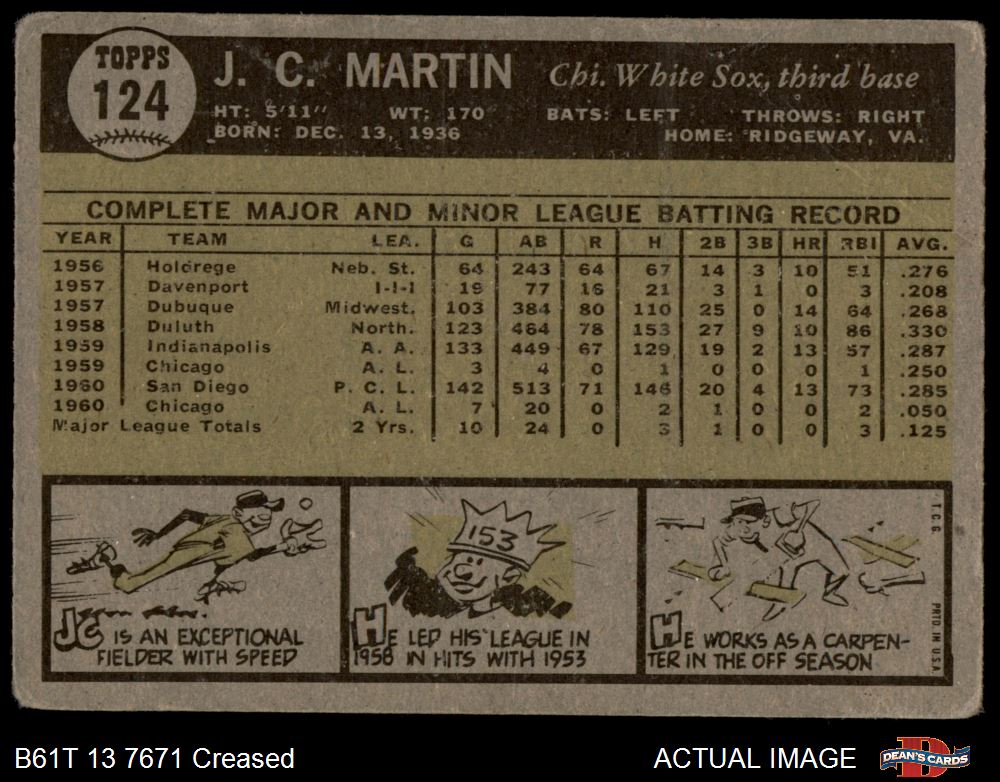 TOPPS
124
J. C. MARTIN Chi. White Sox, third base
HT: 5'11" WT: 170 BATS: LEFT THROWS: RIGHT
BORN: DEC. 13, 1936 HOME: RIDGEWAY, VA.
COMPLETE MAJOR AND MINOR LEAGUE BATTING RECORD
YEAR TEAM LEA. G AB R H 2B 3B HR RBI AVG.
1956 Holdrege Neb. St. 64 243 64 67 14 3 10 51 .276
1957 Davenport I-I-I 19 77 16 21 3 1 0 3 .208
1957 Dubuque Midwest. 103 384 80 110 25 0 14 64 .268
1958 Duluth North. 123 464 78 153 27 9 10 86 .330
1959 Indianapolis A. A. 133 449 67 129 19 2 13 57 .287
1959 Chicago A. L. 3 4 0 1 0 0 0 1 .250
1960 San Diego P. C. L. 142 513 71 146 20 4 13 73 .285
1960 Chicago A. L. 7 20 0 2 1 0 0 2 .050
Major League Totals 2 Yrs. 10 24 0 3 1 0 0 3 .125
JC IS AN EXCEPTIONAL
FIELDER WITH SPEED
153
HE LED HIS LEAGUE IN
1958 IN HITS WITH 1953
HE WORKS AS A CARPEN-
TER IN THE OFF SEASON
T.C.G.
PRTD. IN U.S.A.
B61T 13 7671 Creased
ACTUAL IMAGE
DEAN'S CARDS